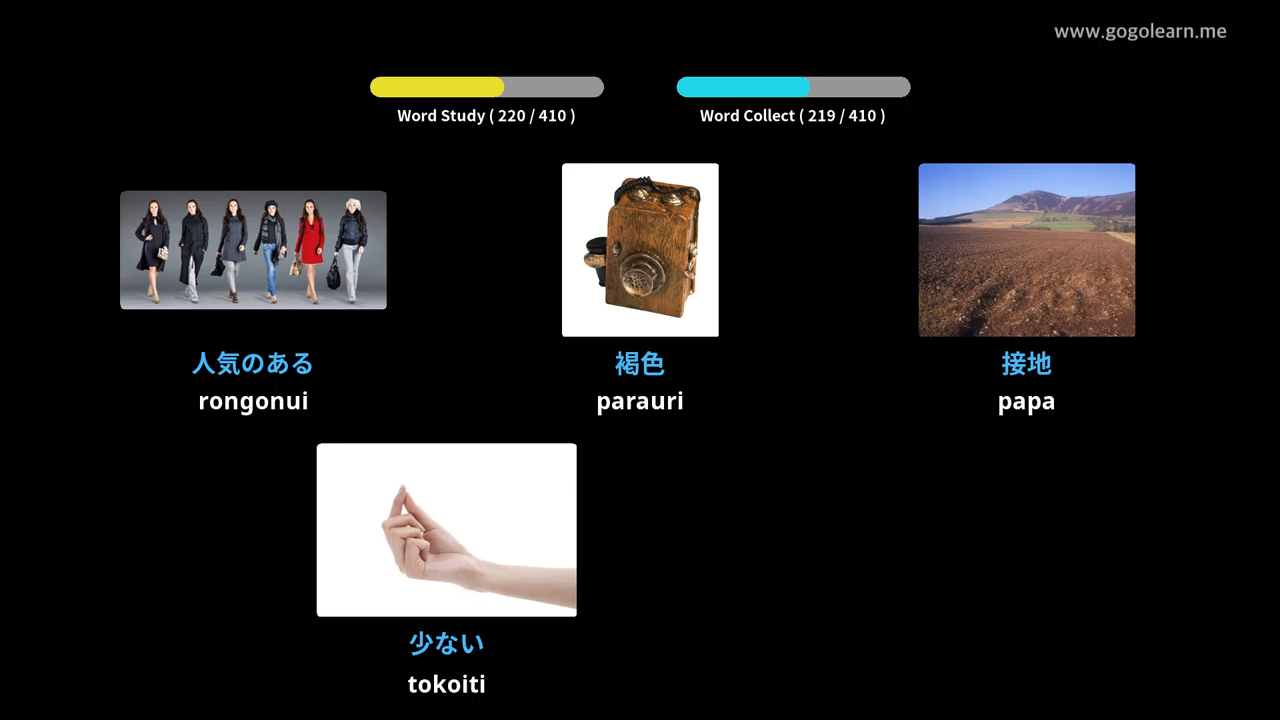 www.gogolearn.me
Word Study ( 220 / 410 )
Word Collect ( 219 / 410 )
人気のある
rongonui
褐色
parauri
接地
papa
少ない
tokoiti